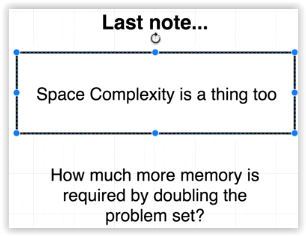 Last note...
Space Complexity is a thing too
How much more memory is
required by doubling the
problem set?